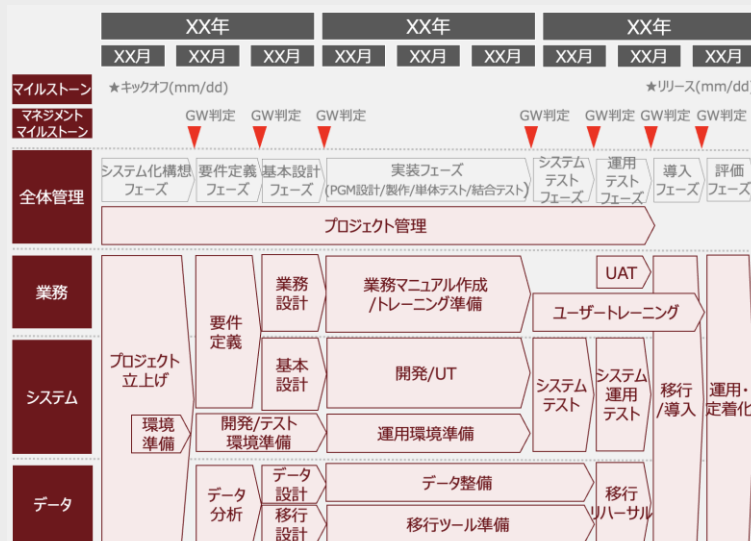 XX年
XX年
XX年
XX月
XX月
XX月
XX月
XX月
XX月
XX月
XX月
XX月
マイルストーン
★キックオフ(mm/dd)
★リリース(mm/dd)
マネジメント
マイルストーン
GW判定
GW判定
GW判定
GW判定
GW判定
GW判定
GW判定
全体管理
システム化構想
フェーズ
要件定義
フェーズ
基本設計
フェーズ
実装フェーズ
(PGM設計/製作/単体テスト/結合テスト)
システム
テスト
フェーズ
運用
テスト
フェーズ
導入
フェーズ
評価
フェーズ
プロジェクト管理
業務
プロジェクト
立上げ
要件
定義
業務
設計
業務マニュアル作成
/トレーニング準備
UAT
ユーザートレーニング
移行
/導入
運用・
定着化
システム
環境
準備
基本
設計
開発/UT
システム
テスト
システム
運用
テスト
開発/テスト
環境準備
運用環境準備
データ
データ
分析
データ
設計
データ整備
移行
設計
移行ツール準備
移行
リハーサル